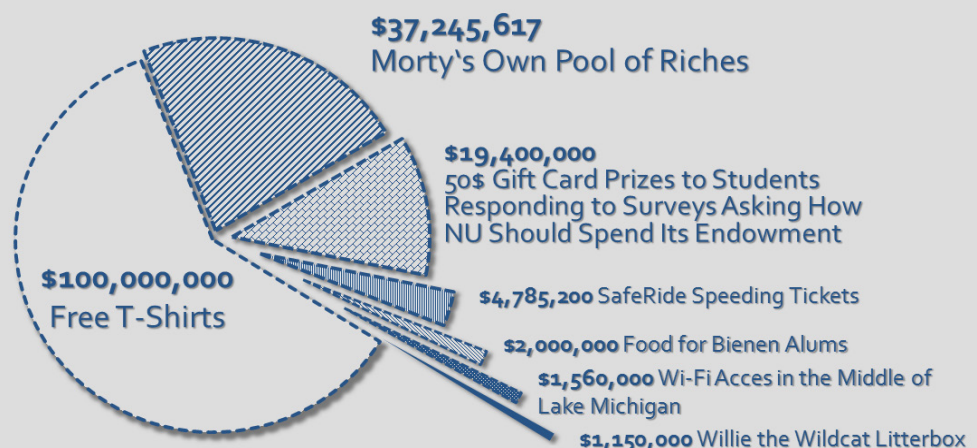 $37,245,617
Morty's Own Pool of Riches
$19,400,000
50$ Gift Card Prizes to Students
Responding to Surveys Asking How
NU Should Spend Its Endowment
$100,000,000
Free T-Shirts
$4,785,200 SafeRide Speeding Tickets
$2,000,000 Food for Bienen Alums
$1,560,000 Wi-Fi Acces in the Middle of
Lake Michigan
$1,150,000 Willie the Wildcat Litterbox